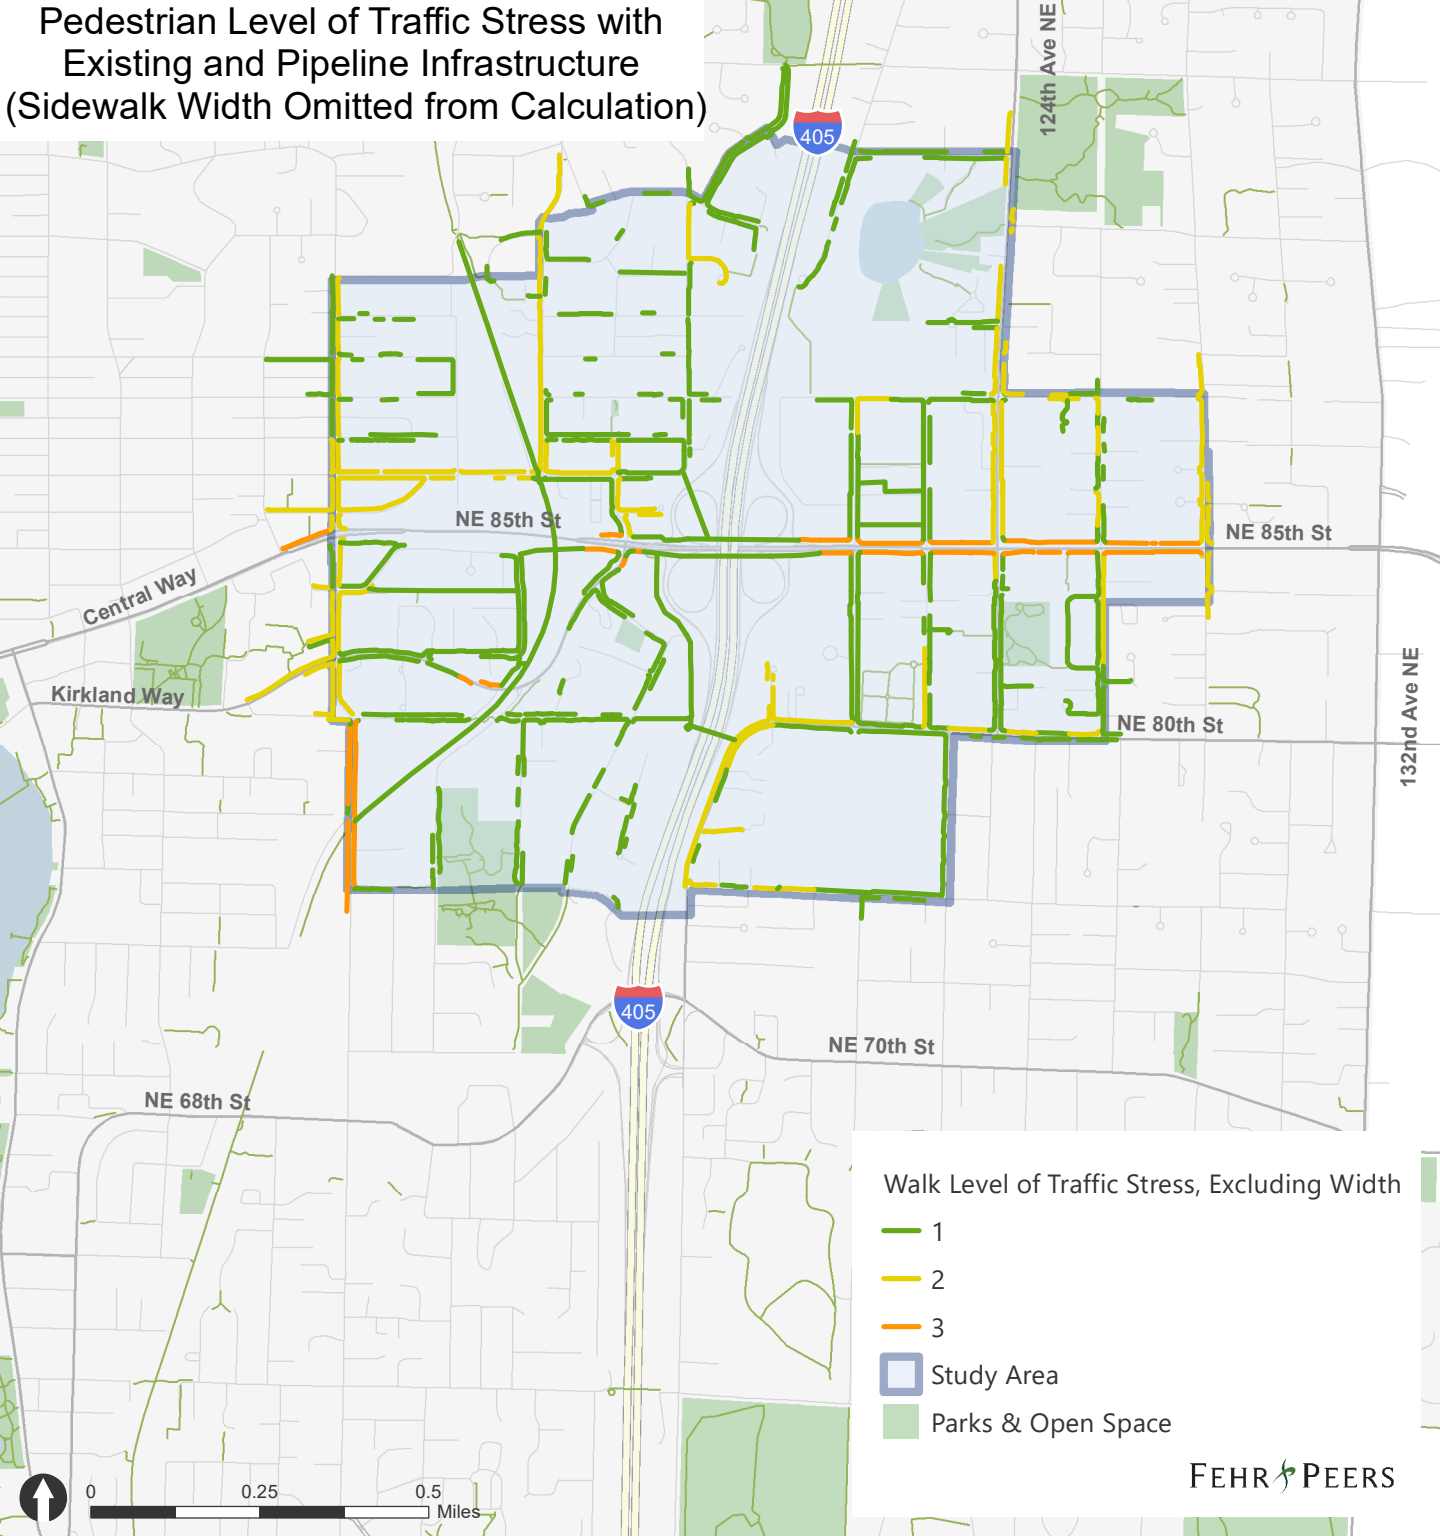 Pedestrian Level of Traffic Stress with
Existing and Pipeline Infrastructure
(Sidewalk Width Omitted from Calculation)
124th Ave NE
405
NE 85th St
NE 85th St
Central Way
Kirkland Way
132nd Ave NE
NE 80th St
405
NE 70th St
NE 68th St
Walk Level of Traffic Stress, Excluding Width
1
2
3
Study Area
Parks & Open Space
FEHR PEERS
0 0.25 0.5
Miles